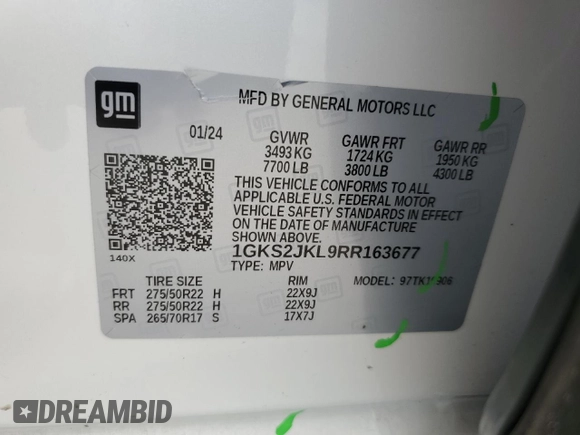 gm
MFD BY GENERAL MOTORS LLC
01/24 GVWR GAWR FRT GAWR RR
3493 KG 1724 KG 1950 KG
7700 LB 3800 LB 4300 LB
THIS VEHICLE CONFORMS TO ALL
APPLICABLE U.S. FEDERAL MOTOR
VEHICLE SAFETY STANDARDS IN EFFECT
ON THE DATE OF MANUFACTURE
SHOWN ABOVE.
1GKS2JKL9RR163677
140X TYPE: MPV
TIRE SIZE RIM MODEL:
FRT 275/50R22 H 22X9J
RR 275/50R22 H 22X9J
SPA 265/70R17 S 17X7J
DREAMBID